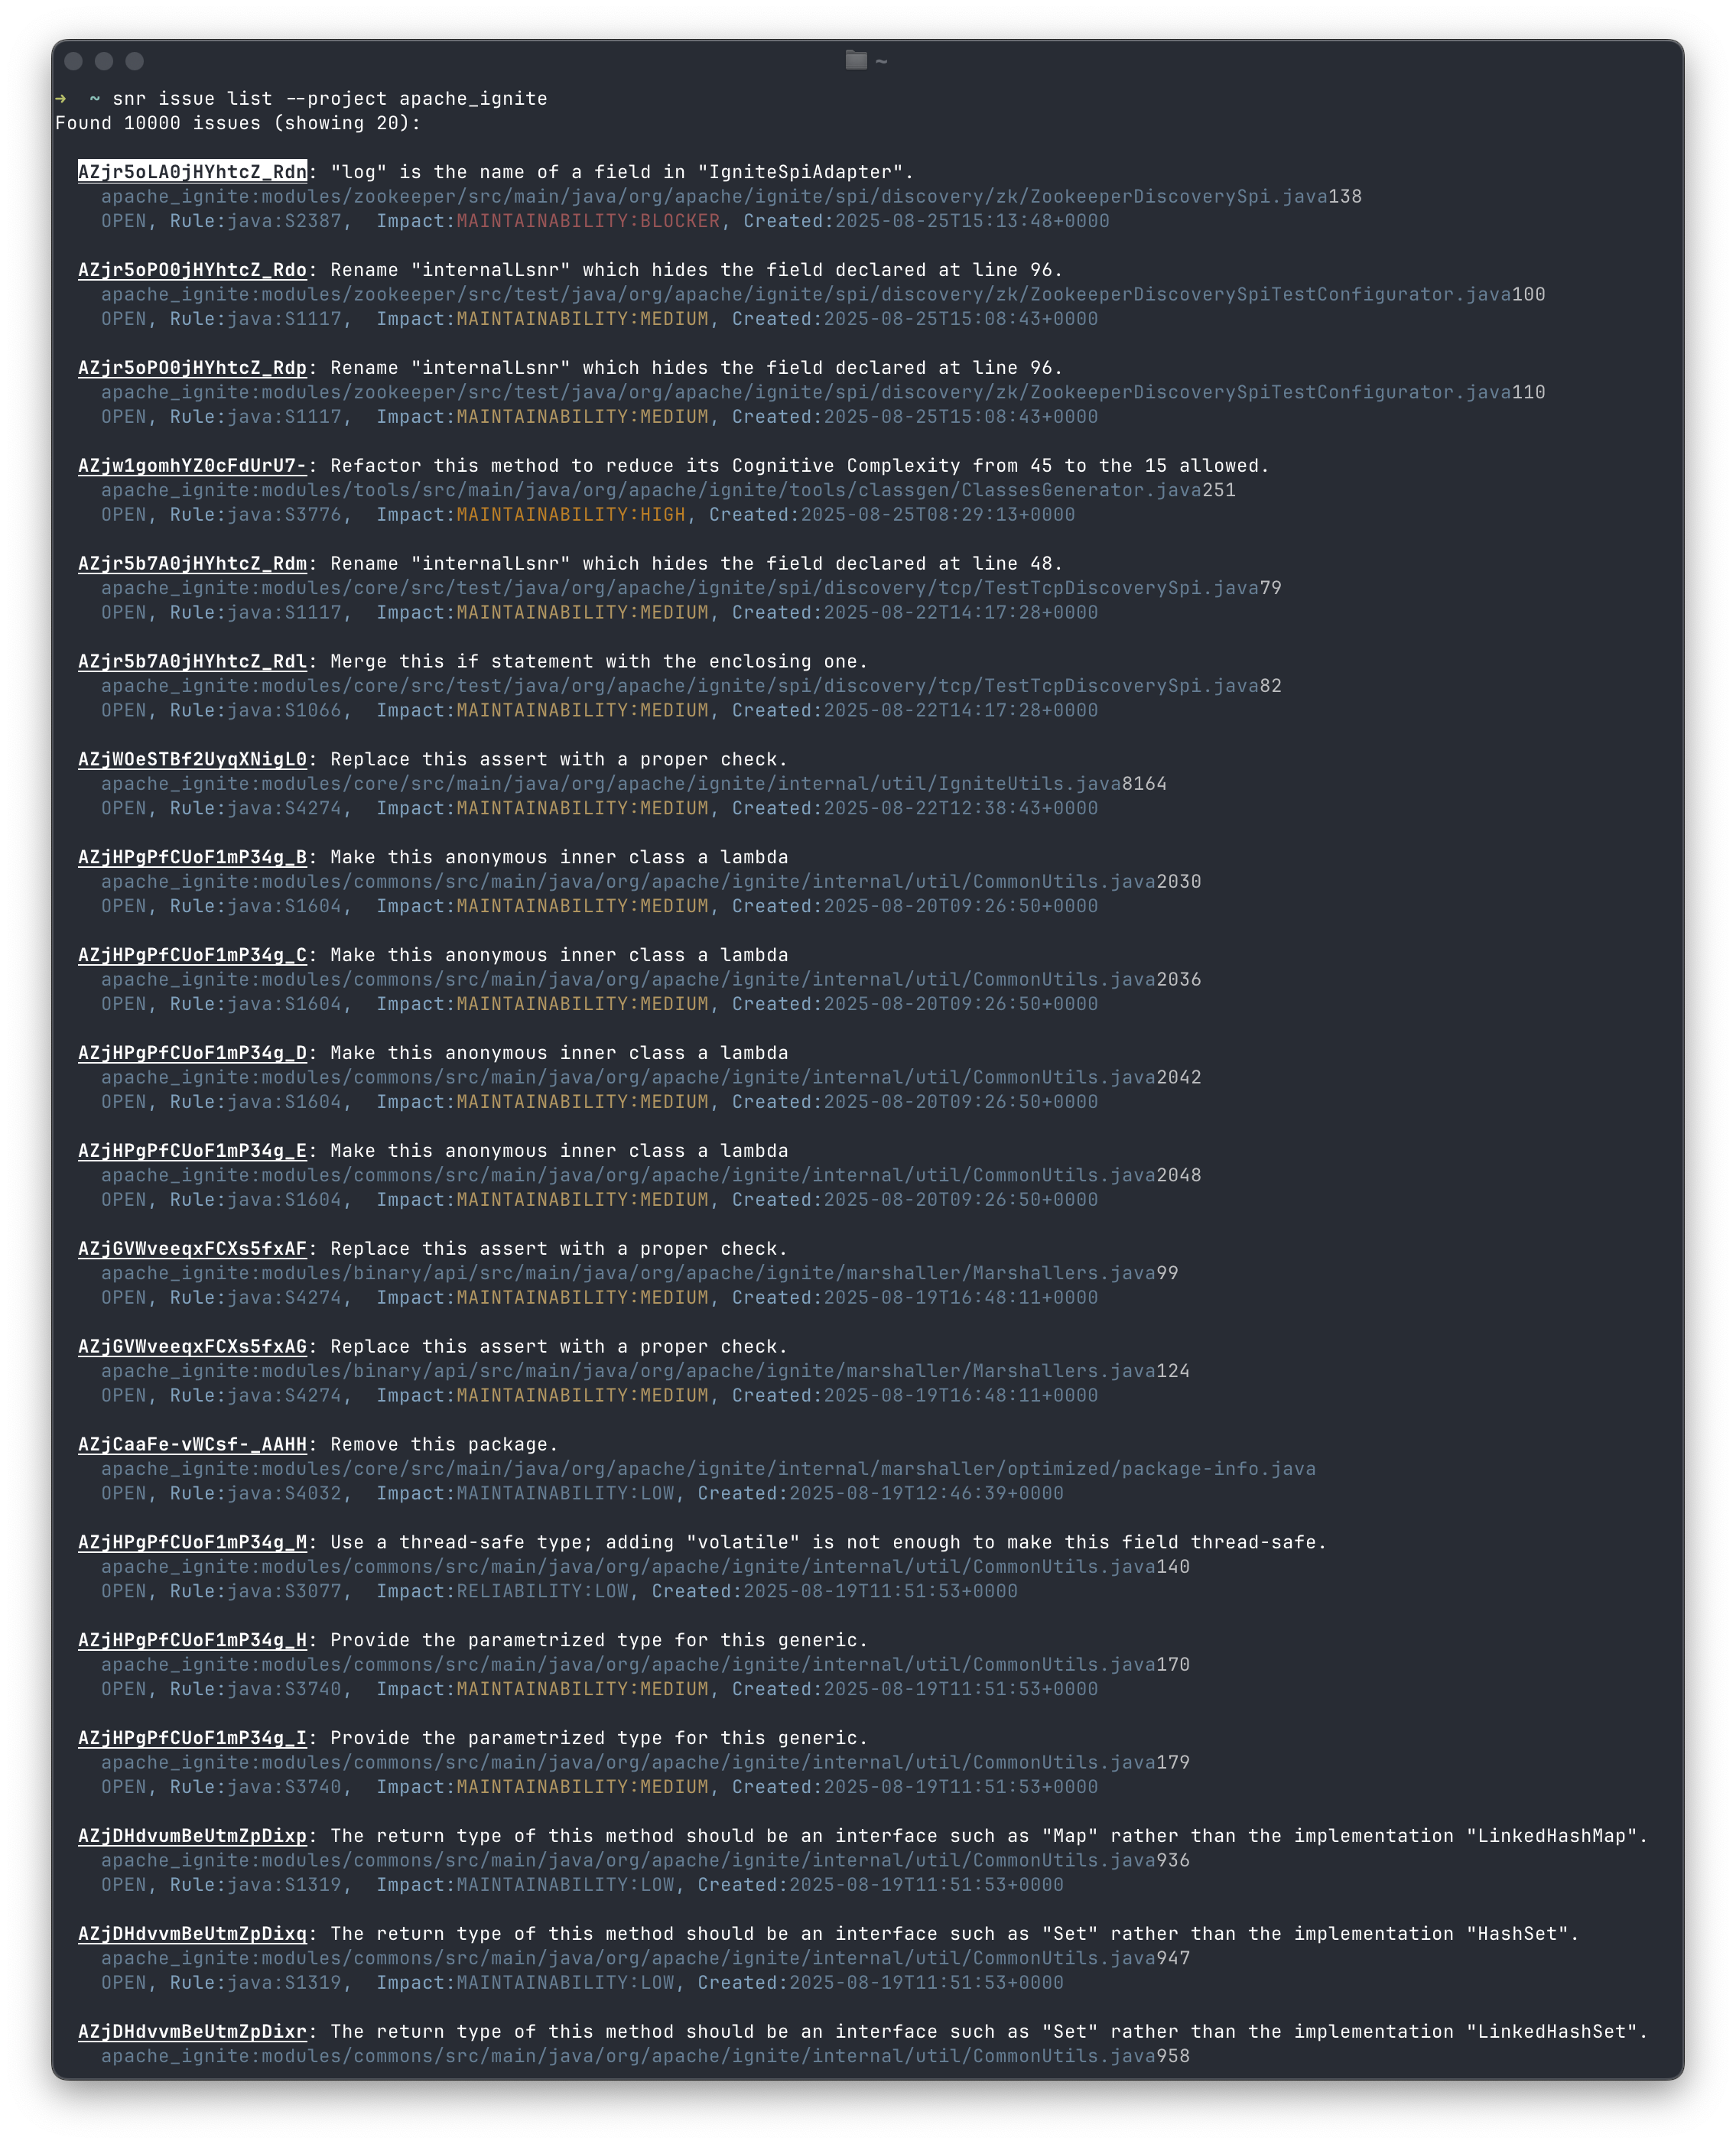 ~
➜  ~ snr issue list --project apache_ignite
Found 10000 issues (showing 20):
AZjr5oLA0jHYhtcZ_Rdn: "log" is the name of a field in "IgniteSpiAdapter".
apache_ignite:modules/zookeeper/src/main/java/org/apache/ignite/spi/discovery/zk/ZookeeperDiscoverySpi.java138
OPEN, Rule:java:S2387,  Impact:MAINTAINABILITY:BLOCKER, Created:2025-08-25T15:13:48+0000
AZjr5oPO0jHYhtcZ_Rdo: Rename "internalLsnr" which hides the field declared at line 96.
apache_ignite:modules/zookeeper/src/test/java/org/apache/ignite/spi/discovery/zk/ZookeeperDiscoverySpiTestConfigurator.java100
OPEN, Rule:java:S1117,  Impact:MAINTAINABILITY:MEDIUM, Created:2025-08-25T15:08:43+0000
AZjr5oPO0jHYhtcZ_Rdp: Rename "internalLsnr" which hides the field declared at line 96.
apache_ignite:modules/zookeeper/src/test/java/org/apache/ignite/spi/discovery/zk/ZookeeperDiscoverySpiTestConfigurator.java110
OPEN, Rule:java:S1117,  Impact:MAINTAINABILITY:MEDIUM, Created:2025-08-25T15:08:43+0000
AZjw1gomhYZ0cFdUrU7-: Refactor this method to reduce its Cognitive Complexity from 45 to the 15 allowed.
apache_ignite:modules/tools/src/main/java/org/apache/ignite/tools/classgen/ClassesGenerator.java251
OPEN, Rule:java:S3776,  Impact:MAINTAINABILITY:HIGH, Created:2025-08-25T08:29:13+0000
AZjr5b7A0jHYhtcZ_Rdm: Rename "internalLsnr" which hides the field declared at line 48.
apache_ignite:modules/core/src/test/java/org/apache/ignite/spi/discovery/tcp/TestTcpDiscoverySpi.java79
OPEN, Rule:java:S1117,  Impact:MAINTAINABILITY:MEDIUM, Created:2025-08-22T14:17:28+0000
AZjr5b7A0jHYhtcZ_Rdl: Merge this if statement with the enclosing one.
apache_ignite:modules/core/src/test/java/org/apache/ignite/spi/discovery/tcp/TestTcpDiscoverySpi.java82
OPEN, Rule:java:S1066,  Impact:MAINTAINABILITY:MEDIUM, Created:2025-08-22T14:17:28+0000
AZjWOeSTBf2UyqXNigL0: Replace this assert with a proper check.
apache_ignite:modules/core/src/main/java/org/apache/ignite/internal/util/IgniteUtils.java8164
OPEN, Rule:java:S4274,  Impact:MAINTAINABILITY:MEDIUM, Created:2025-08-22T12:38:43+0000
AZjHPgPfCUoF1mP34g_B: Make this anonymous inner class a lambda
apache_ignite:modules/commons/src/main/java/org/apache/ignite/internal/util/CommonUtils.java2030
OPEN, Rule:java:S1604,  Impact:MAINTAINABILITY:MEDIUM, Created:2025-08-20T09:26:50+0000
AZjHPgPfCUoF1mP34g_C: Make this anonymous inner class a lambda
apache_ignite:modules/commons/src/main/java/org/apache/ignite/internal/util/CommonUtils.java2036
OPEN, Rule:java:S1604,  Impact:MAINTAINABILITY:MEDIUM, Created:2025-08-20T09:26:50+0000
AZjHPgPfCUoF1mP34g_D: Make this anonymous inner class a lambda
apache_ignite:modules/commons/src/main/java/org/apache/ignite/internal/util/CommonUtils.java2042
OPEN, Rule:java:S1604,  Impact:MAINTAINABILITY:MEDIUM, Created:2025-08-20T09:26:50+0000
AZjHPgPfCUoF1mP34g_E: Make this anonymous inner class a lambda
apache_ignite:modules/commons/src/main/java/org/apache/ignite/internal/util/CommonUtils.java2048
OPEN, Rule:java:S1604,  Impact:MAINTAINABILITY:MEDIUM, Created:2025-08-20T09:26:50+0000
AZjGVWveeqxFCXs5fxAF: Replace this assert with a proper check.
apache_ignite:modules/binary/api/src/main/java/org/apache/ignite/marshaller/Marshallers.java99
OPEN, Rule:java:S4274,  Impact:MAINTAINABILITY:MEDIUM, Created:2025-08-19T16:48:11+0000
AZjGVWveeqxFCXs5fxAG: Replace this assert with a proper check.
apache_ignite:modules/binary/api/src/main/java/org/apache/ignite/marshaller/Marshallers.java124
OPEN, Rule:java:S4274,  Impact:MAINTAINABILITY:MEDIUM, Created:2025-08-19T16:48:11+0000
AZjCaaFe-vWCsf-_AAHH: Remove this package.
apache_ignite:modules/core/src/main/java/org/apache/ignite/internal/marshaller/optimized/package-info.java
OPEN, Rule:java:S4032,  Impact:MAINTAINABILITY:LOW, Created:2025-08-19T12:46:39+0000
AZjHPgPfCUoF1mP34g_M: Use a thread-safe type; adding "volatile" is not enough to make this field thread-safe.
apache_ignite:modules/commons/src/main/java/org/apache/ignite/internal/util/CommonUtils.java140
OPEN, Rule:java:S3077,  Impact:RELIABILITY:LOW, Created:2025-08-19T11:51:53+0000
AZjHPgPfCUoF1mP34g_H: Provide the parametrized type for this generic.
apache_ignite:modules/commons/src/main/java/org/apache/ignite/internal/util/CommonUtils.java170
OPEN, Rule:java:S3740,  Impact:MAINTAINABILITY:MEDIUM, Created:2025-08-19T11:51:53+0000
AZjHPgPfCUoF1mP34g_I: Provide the parametrized type for this generic.
apache_ignite:modules/commons/src/main/java/org/apache/ignite/internal/util/CommonUtils.java179
OPEN, Rule:java:S3740,  Impact:MAINTAINABILITY:MEDIUM, Created:2025-08-19T11:51:53+0000
AZjDHdvumBeUtmZpDixp: The return type of this method should be an interface such as "Map" rather than the implementation "LinkedHashMap".
apache_ignite:modules/commons/src/main/java/org/apache/ignite/internal/util/CommonUtils.java936
OPEN, Rule:java:S1319,  Impact:MAINTAINABILITY:LOW, Created:2025-08-19T11:51:53+0000
AZjDHdvvmBeUtmZpDixq: The return type of this method should be an interface such as "Set" rather than the implementation "HashSet".
apache_ignite:modules/commons/src/main/java/org/apache/ignite/internal/util/CommonUtils.java947
OPEN, Rule:java:S1319,  Impact:MAINTAINABILITY:LOW, Created:2025-08-19T11:51:53+0000
AZjDHdvvmBeUtmZpDixr: The return type of this method should be an interface such as "Set" rather than the implementation "LinkedHashSet".
apache_ignite:modules/commons/src/main/java/org/apache/ignite/internal/util/CommonUtils.java958